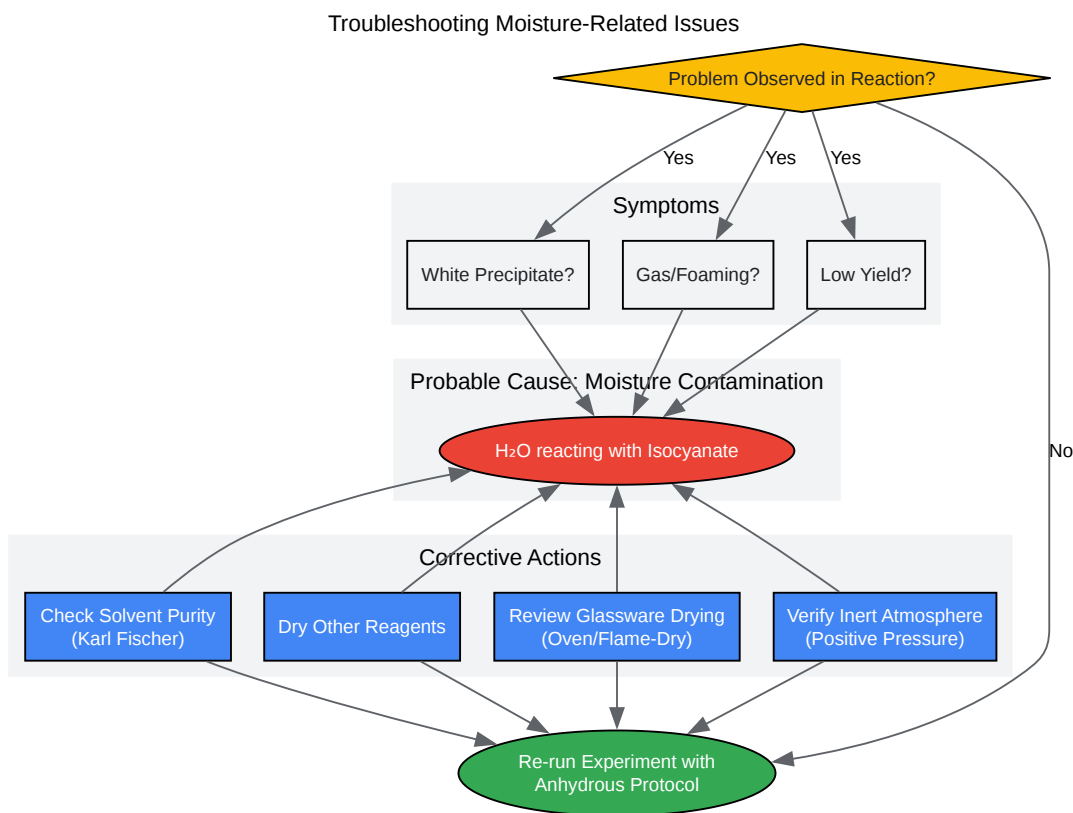 Troubleshooting Moisture-Related Issues
Problem Observed in Reaction?
Yes
Yes
Yes
Symptoms
White Precipitate?
Gas/Foaming?
Low Yield?
Probable Cause: Moisture Contamination
H₂O reacting with Isocyanate
No
Corrective Actions
Check Solvent Purity
(Karl Fischer)
Dry Other Reagents
Review Glassware Drying
(Oven/Flame-Dry)
Verify Inert Atmosphere
(Positive Pressure)
Re-run Experiment with
Anhydrous Protocol